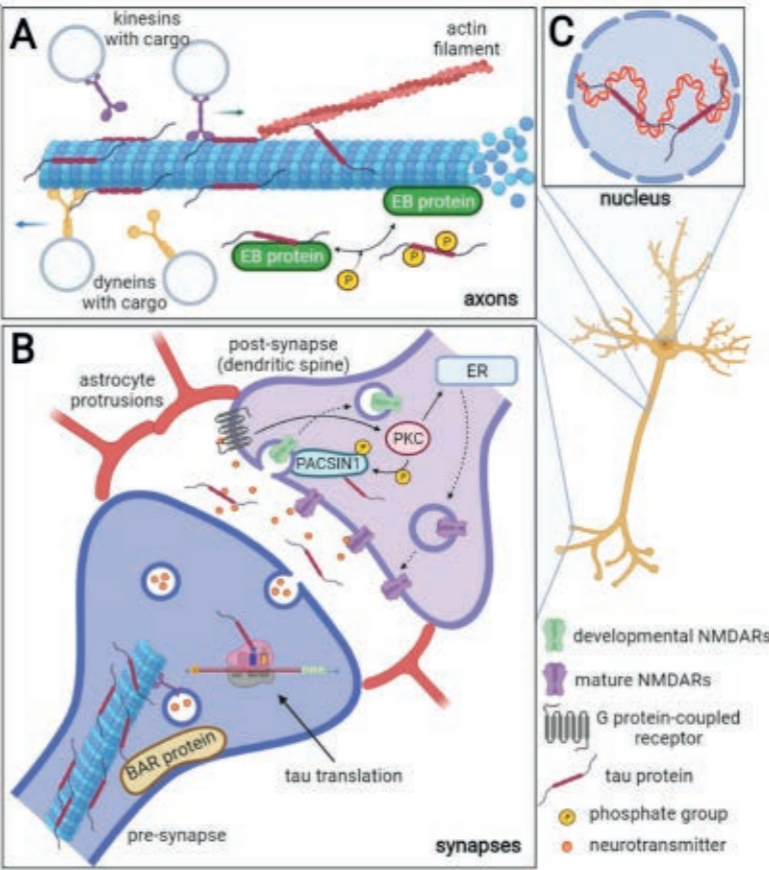 A
kinesins
with cargo
actin
filament
EB protein
EB protein
P
P
P
dyneins
with cargo
axons
C
nucleus
B
post-synapse
(dendritic spine)
astrocyte
protrusions
ER
PKC
P
PACSIN1
P
BAR protein
tau translation
pre-synapse
synapses
developmental NMDARs
mature NMDARs
G protein-coupled
receptor
tau protein
P
phosphate group
neurotransmitter